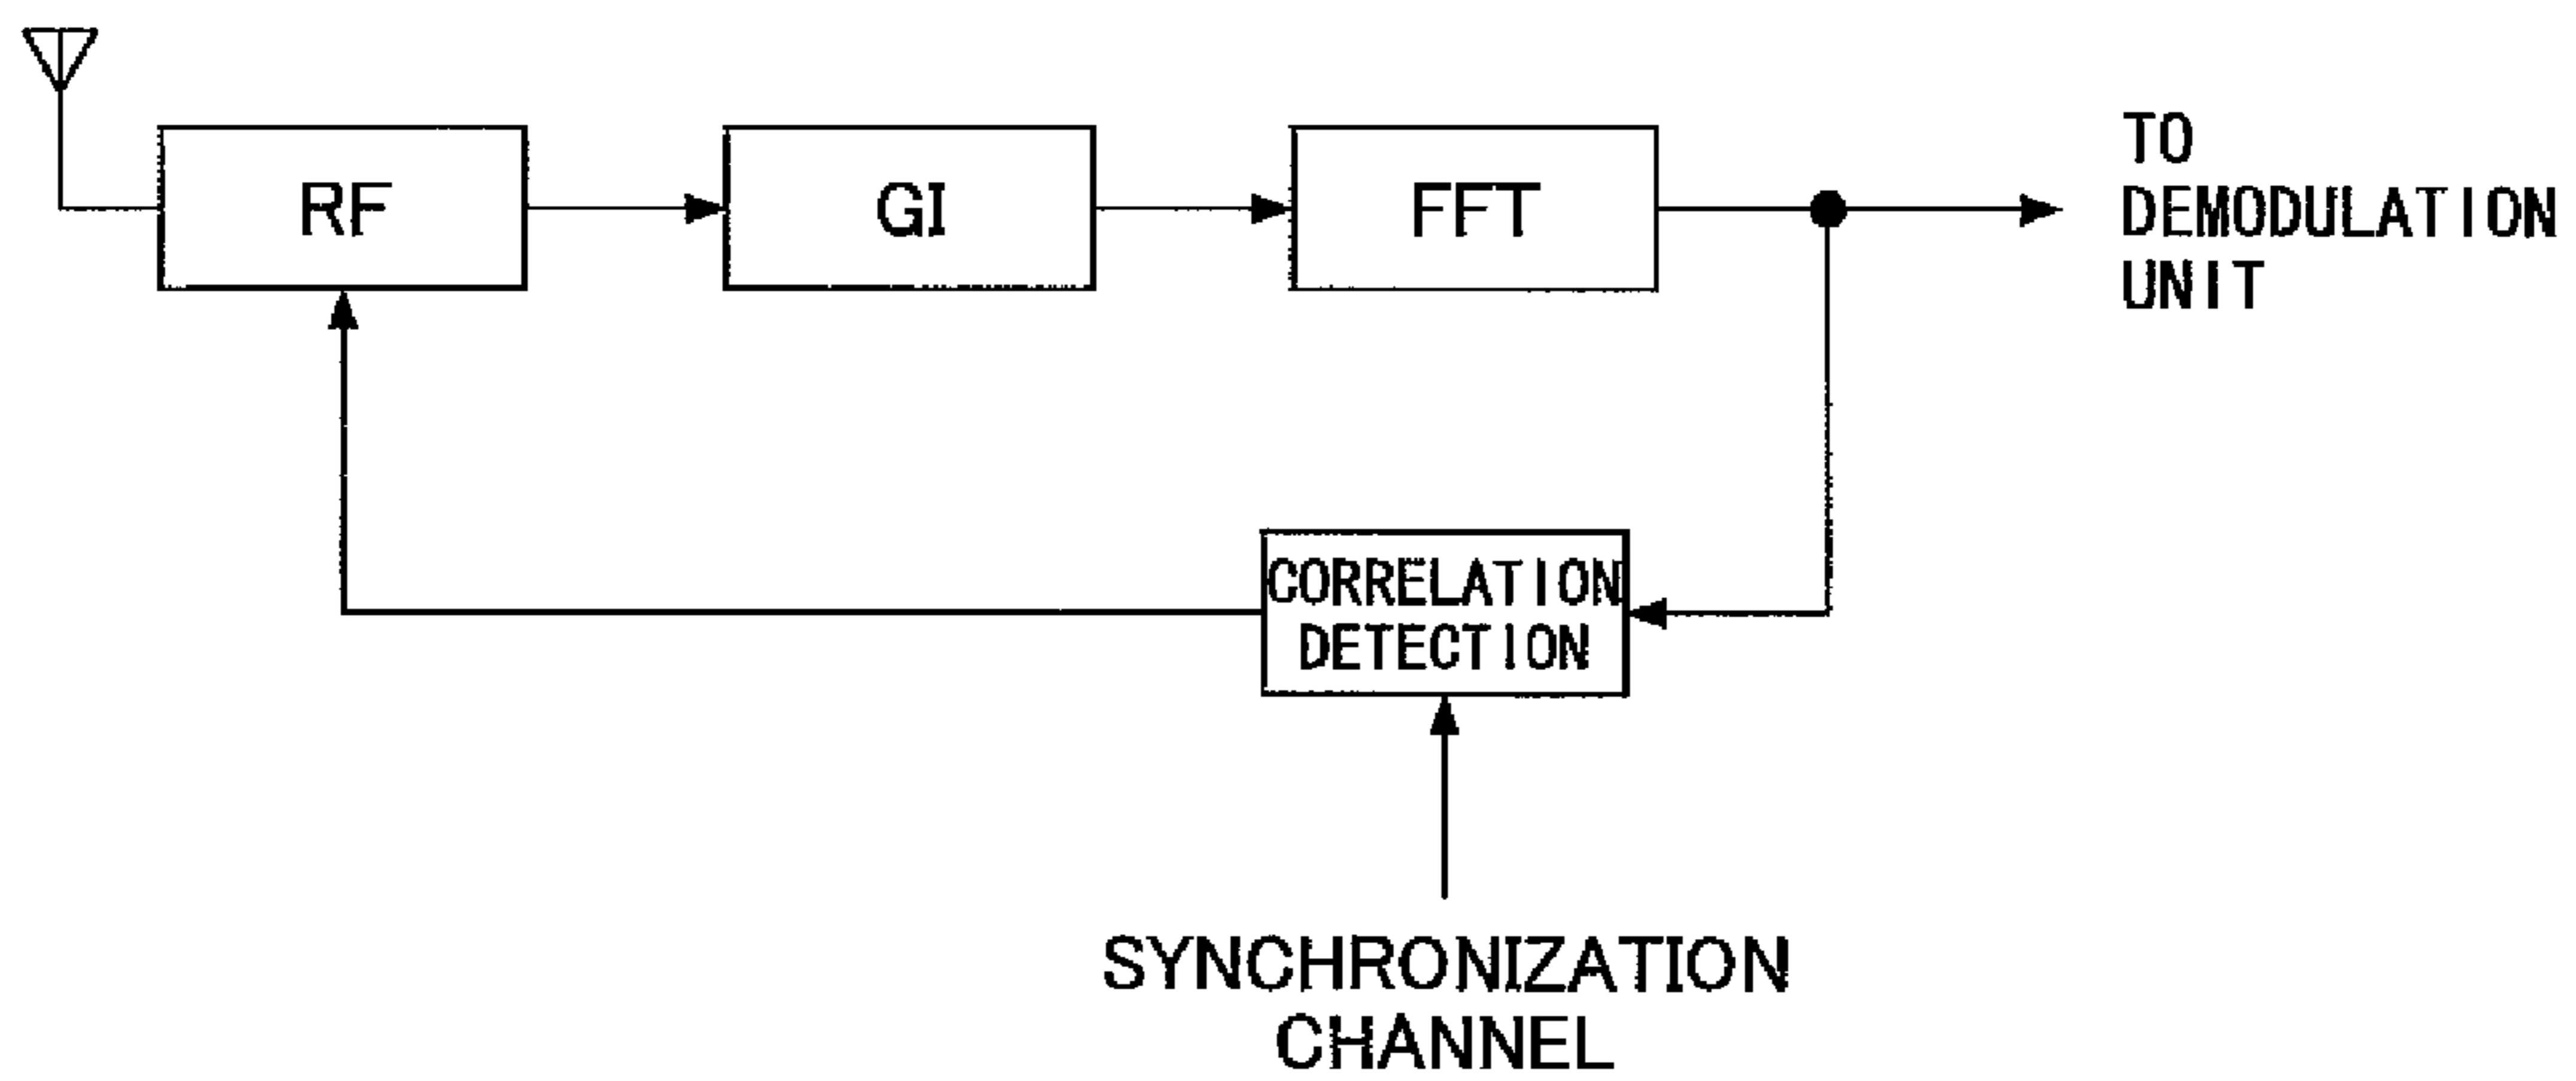 RF
GI
FFT
TO
DEMODULATION
UNIT
CORRELATION
DETECTION
SYNCHRONIZATION
CHANNEL